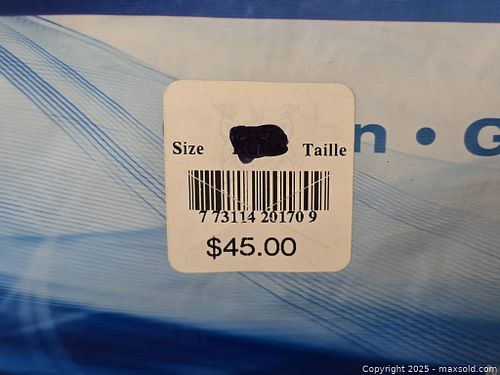 n • G
Size Taille
7 73114 20170 9
$45.00
Copyright © 2025 - maxsold.com